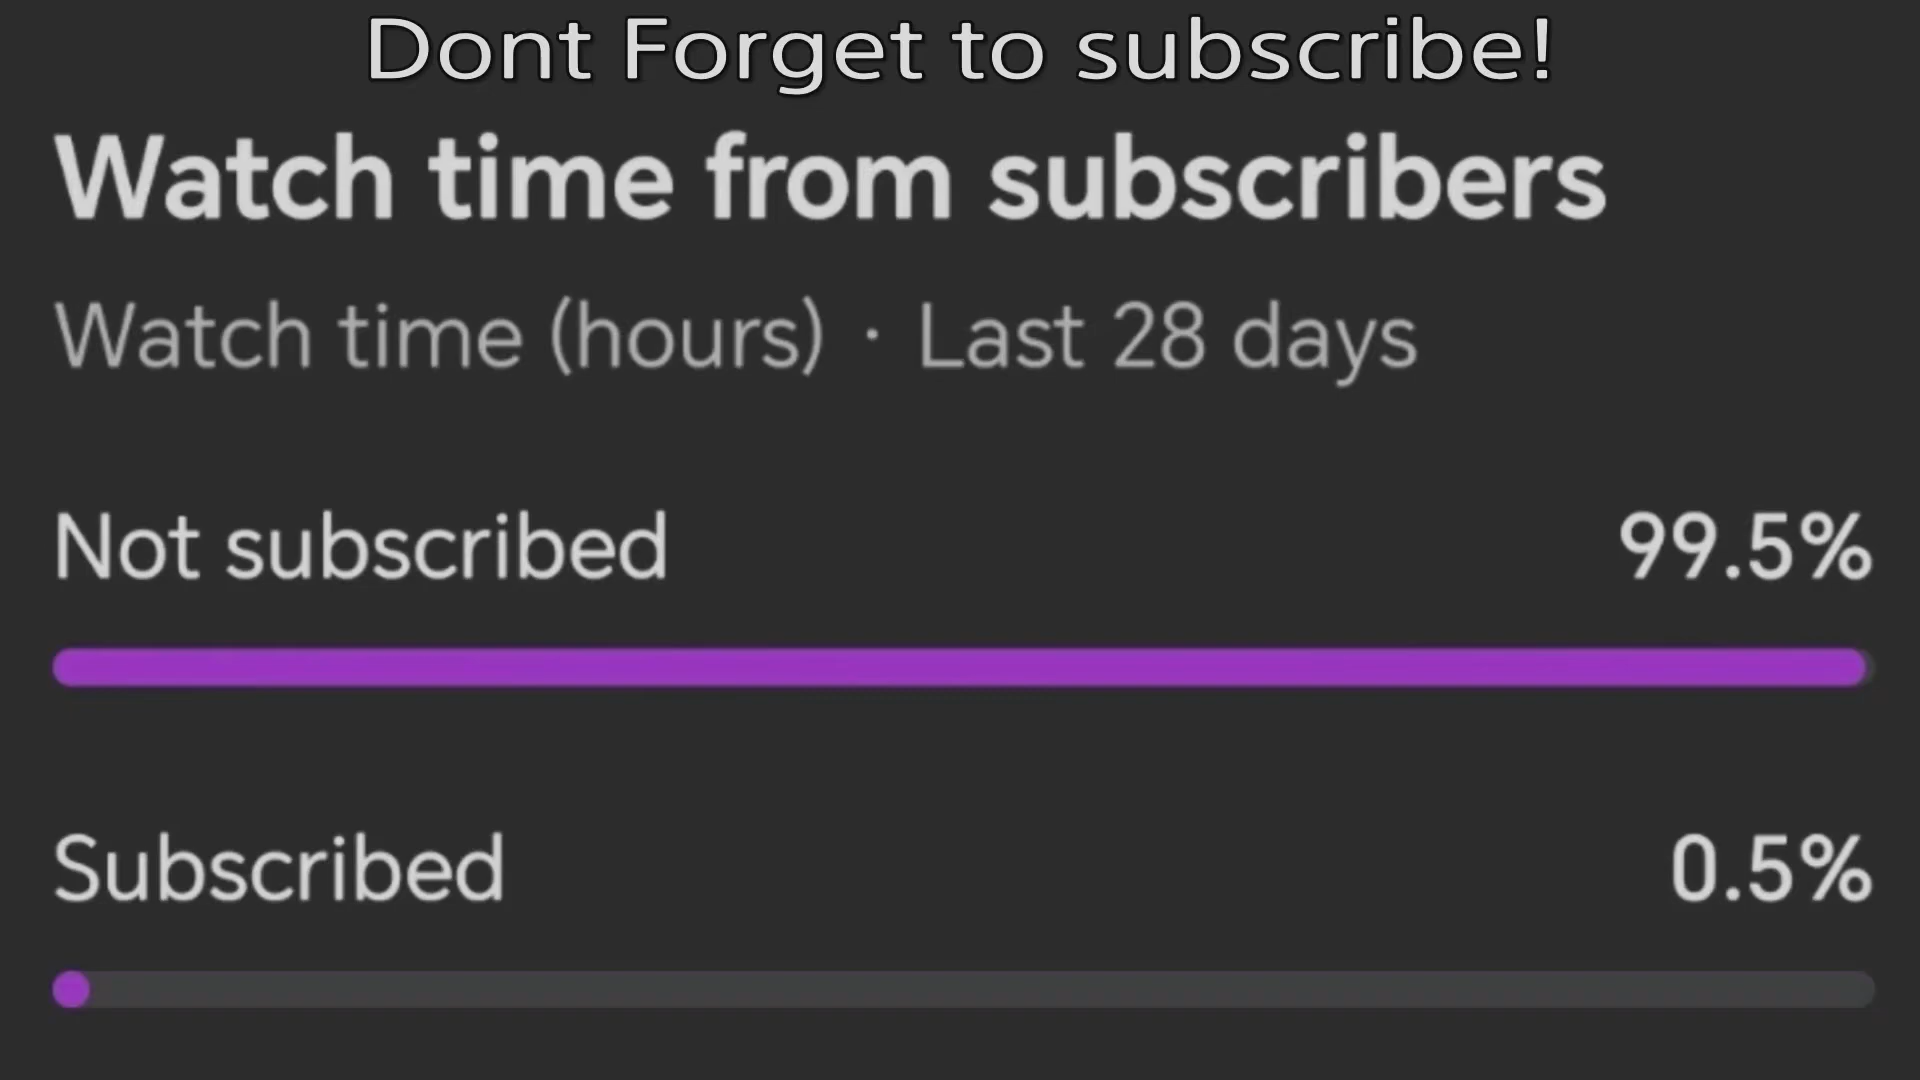 Dont Forget to subscribe!
Watch time from subscribers
Watch time (hours) · Last 28 days
Not subscribed 99.5%
Subscribed 0.5%